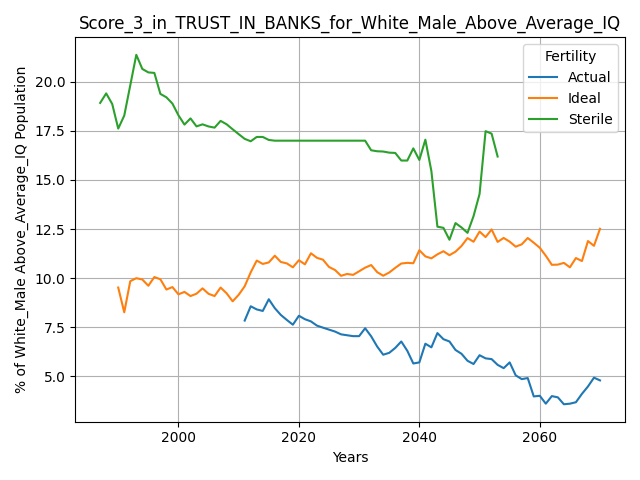 Score_3_in_TRUST_IN_BANKS_for_White_Male_Above_Average_IQ
% of White_Male Above_Average_IQ Population
20.0
17.5
15.0
12.5
10.0
7.5
5.0
Fertility
Actual
Ideal
Sterile
2000
2020
2040
2060
Years